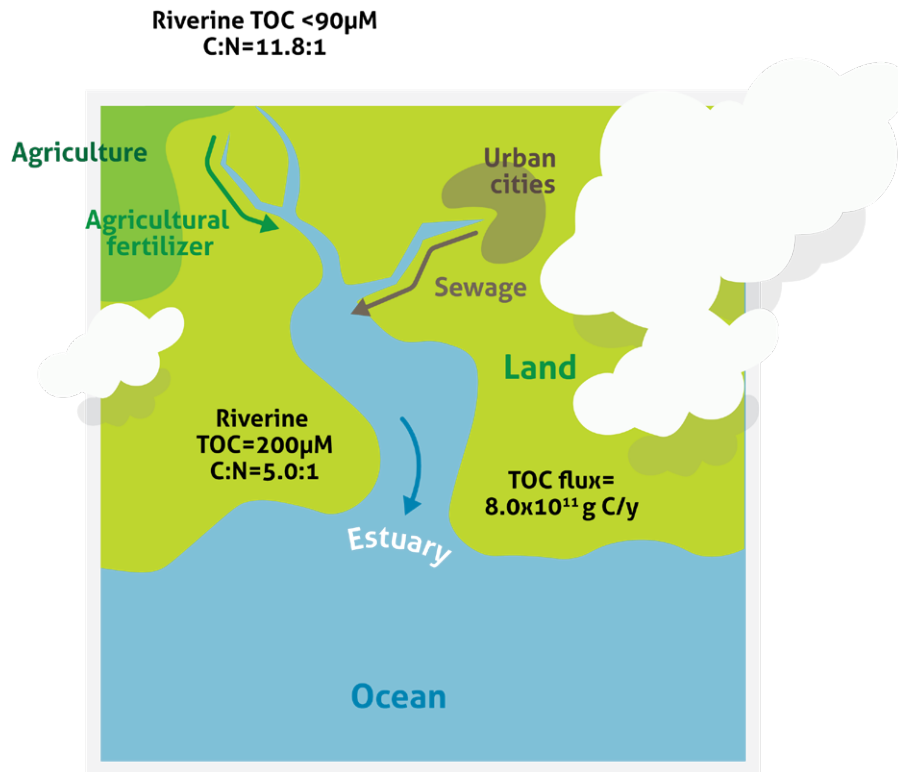 Riverine TOC <90µM
C:N=11.8:1
Agriculture
Urban
cities
Agricultural
fertilizer
Sewage
Land
Riverine
TOC=200µM
C:N=5.0:1
TOC flux=
8.0x10¹¹ g C/y
Estuary
Ocean